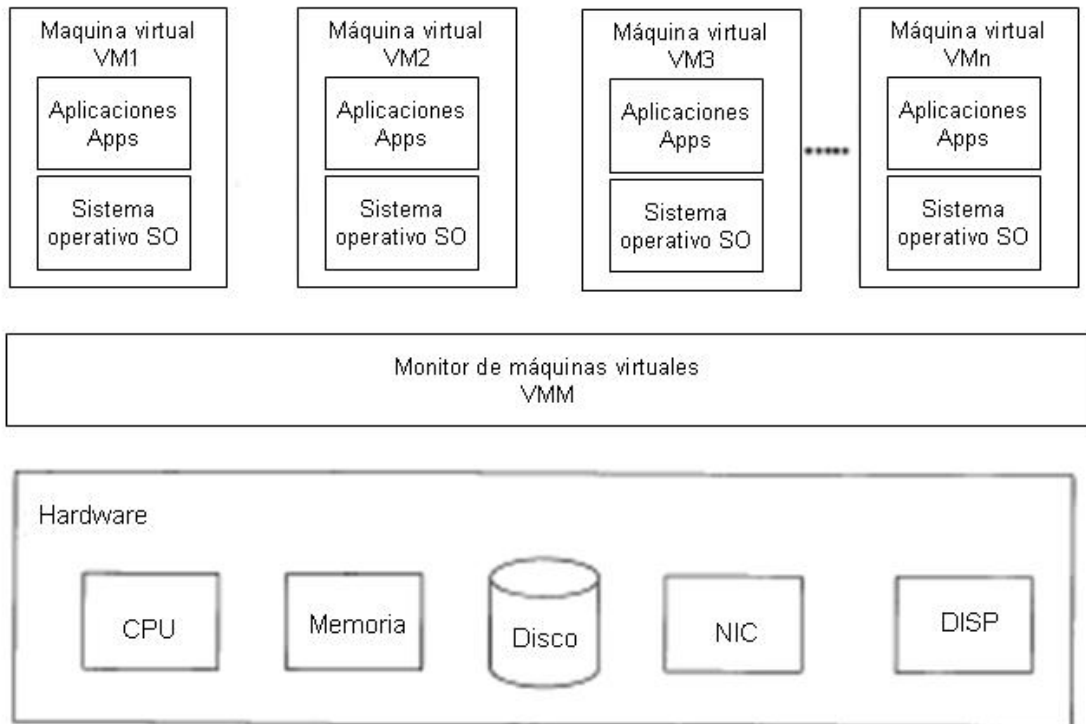 Maquina virtual
VM1
Aplicaciones
Apps
Sistema
operativo SO
Máquina virtual
VM2
Aplicaciones
Apps
Sistema
operativo SO
Máquina virtual
VM3
Aplicaciones
Apps
Sistema
operativo SO
Máquina virtual
VMn
Aplicaciones
Apps
Sistema
operativo SO
Monitor de máquinas virtuales
VMM
Hardware
CPU
Memoria
Disco
NIC
DISP